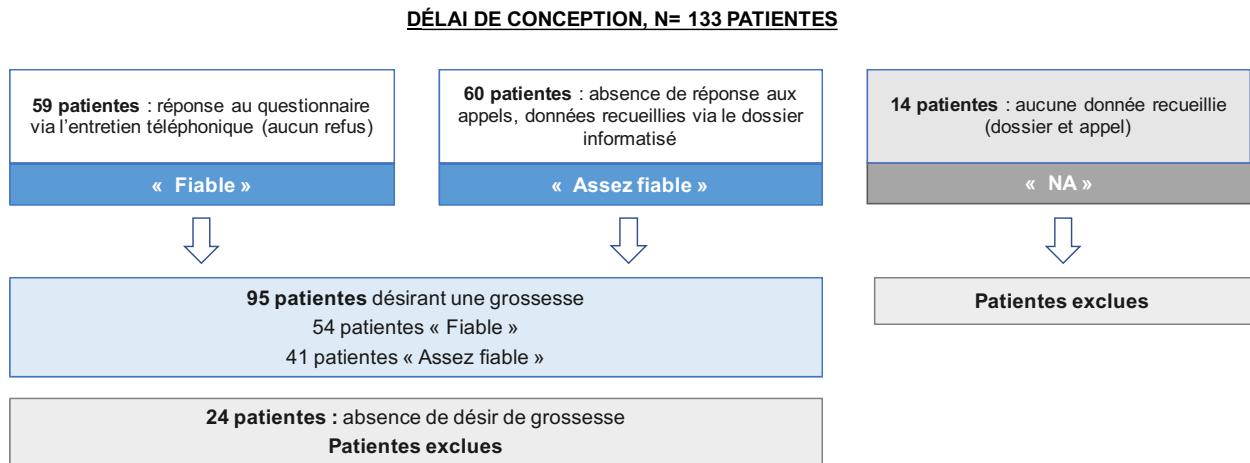 DÉLAI DE CONCEPTION, N= 133 PATIENTES
59 patientes : réponse au questionnaire
via l'entretien téléphonique (aucun refus)
« Fiable »
60 patientes : absence de réponse aux
appels, données recueillies via le dossier
informatisé
« Assez fiable »
14 patientes : aucune donnée recueillie
(dossier et appel)
« NA »
95 patientes désirant une grossesse
54 patientes « Fiable »
41 patientes « Assez fiable »
Patientes exclues
24 patientes : absence de désir de grossesse
Patientes exclues